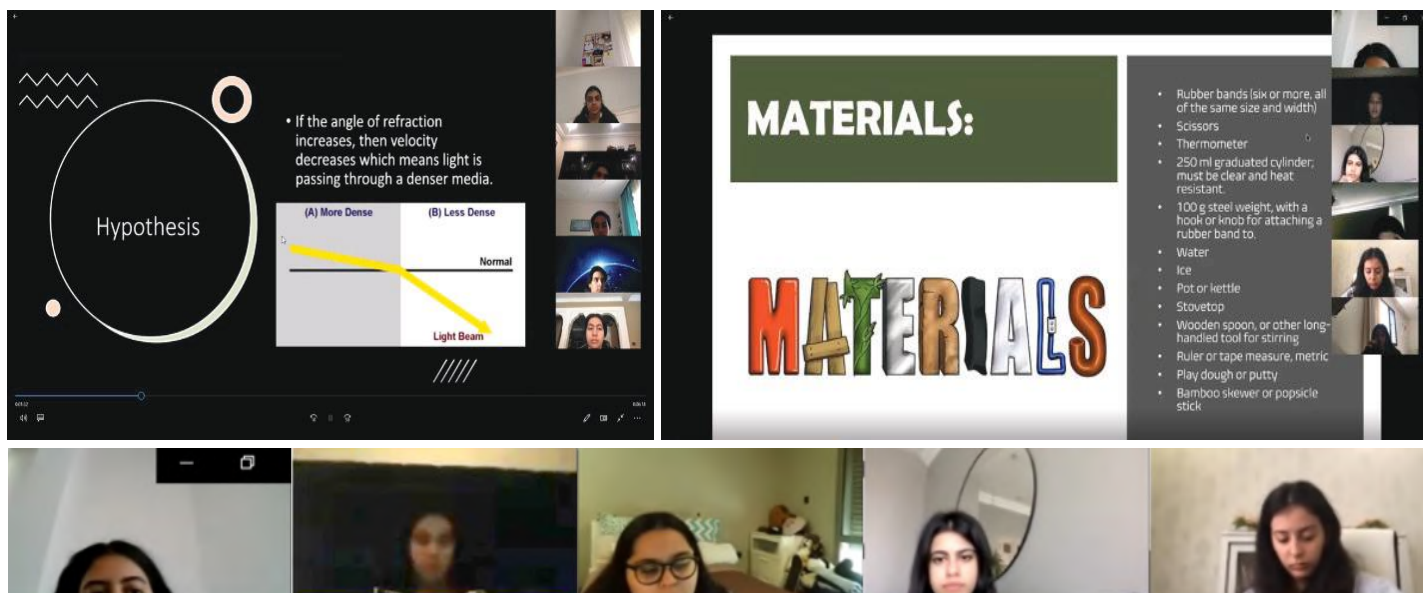 Hypothesis
• If the angle of refraction
increases, then velocity
decreases which means light is
passing through a denser media.
(A) More Dense
(B) Less Dense
Normal
Light Beam
MATERIALS:
MATERIALS
• Rubber bands (six or more, all
of the same size and width)
• Scissors
• Thermometer
• 250 ml graduated cylinder;
must be clear and heat
resistant.
• 100 g steel weight, with a
hook or knob for attaching a
rubber band to.
• Water
• Ice
• Pot or kettle
• Stovetop
• Wooden spoon, or other long-
handled tool for stirring
• Ruler or tape measure, metric
• Play dough or putty
• Bamboo skewer or popsicle
stick